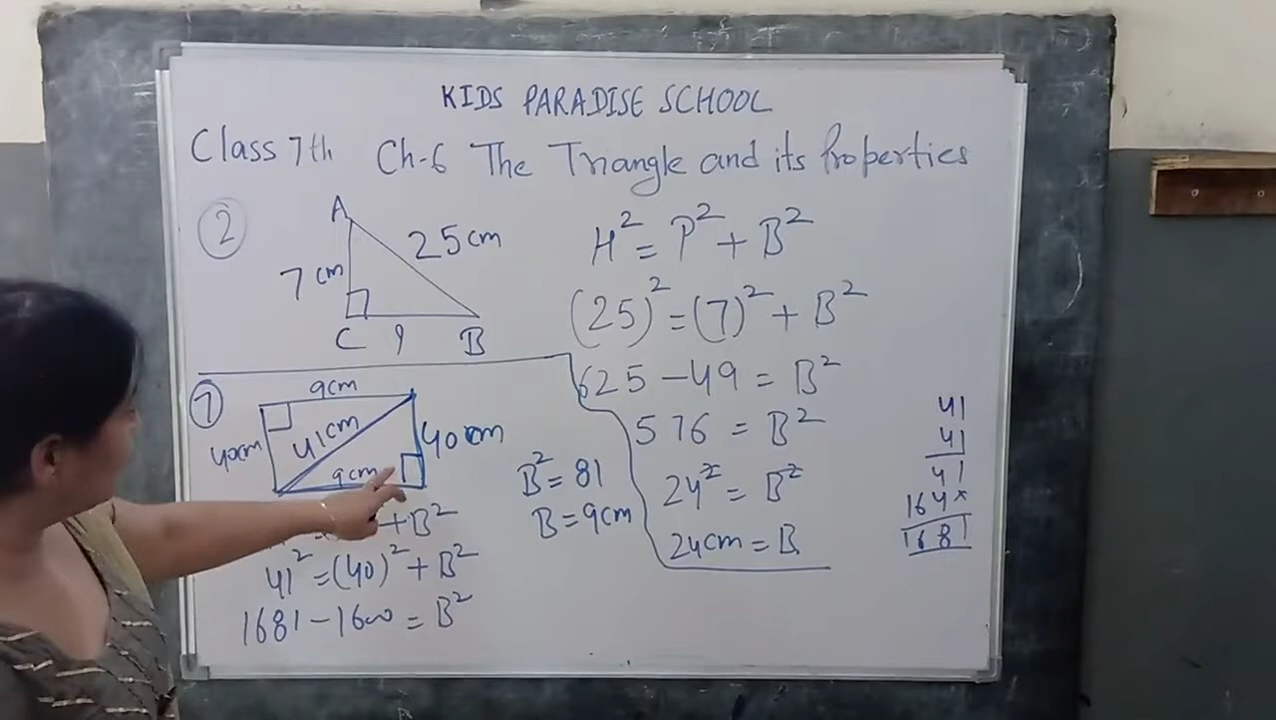 KIDS PARADISE SCHOOL
Class 7th Ch-6 The Triangle and its Properties
2
A
25cm
7cm
C ? B
H² = P² + B²
(25)² = (7)² + B²
625 - 49 = B²
576 = B²
24² = B²
24cm = B
7
9cm
40cm 41cm 40cm
9cm
+B²
41² = (40)² + B²
1681 - 1600 = B²
B² = 81
B = 9cm
41
41
41
164x
1681